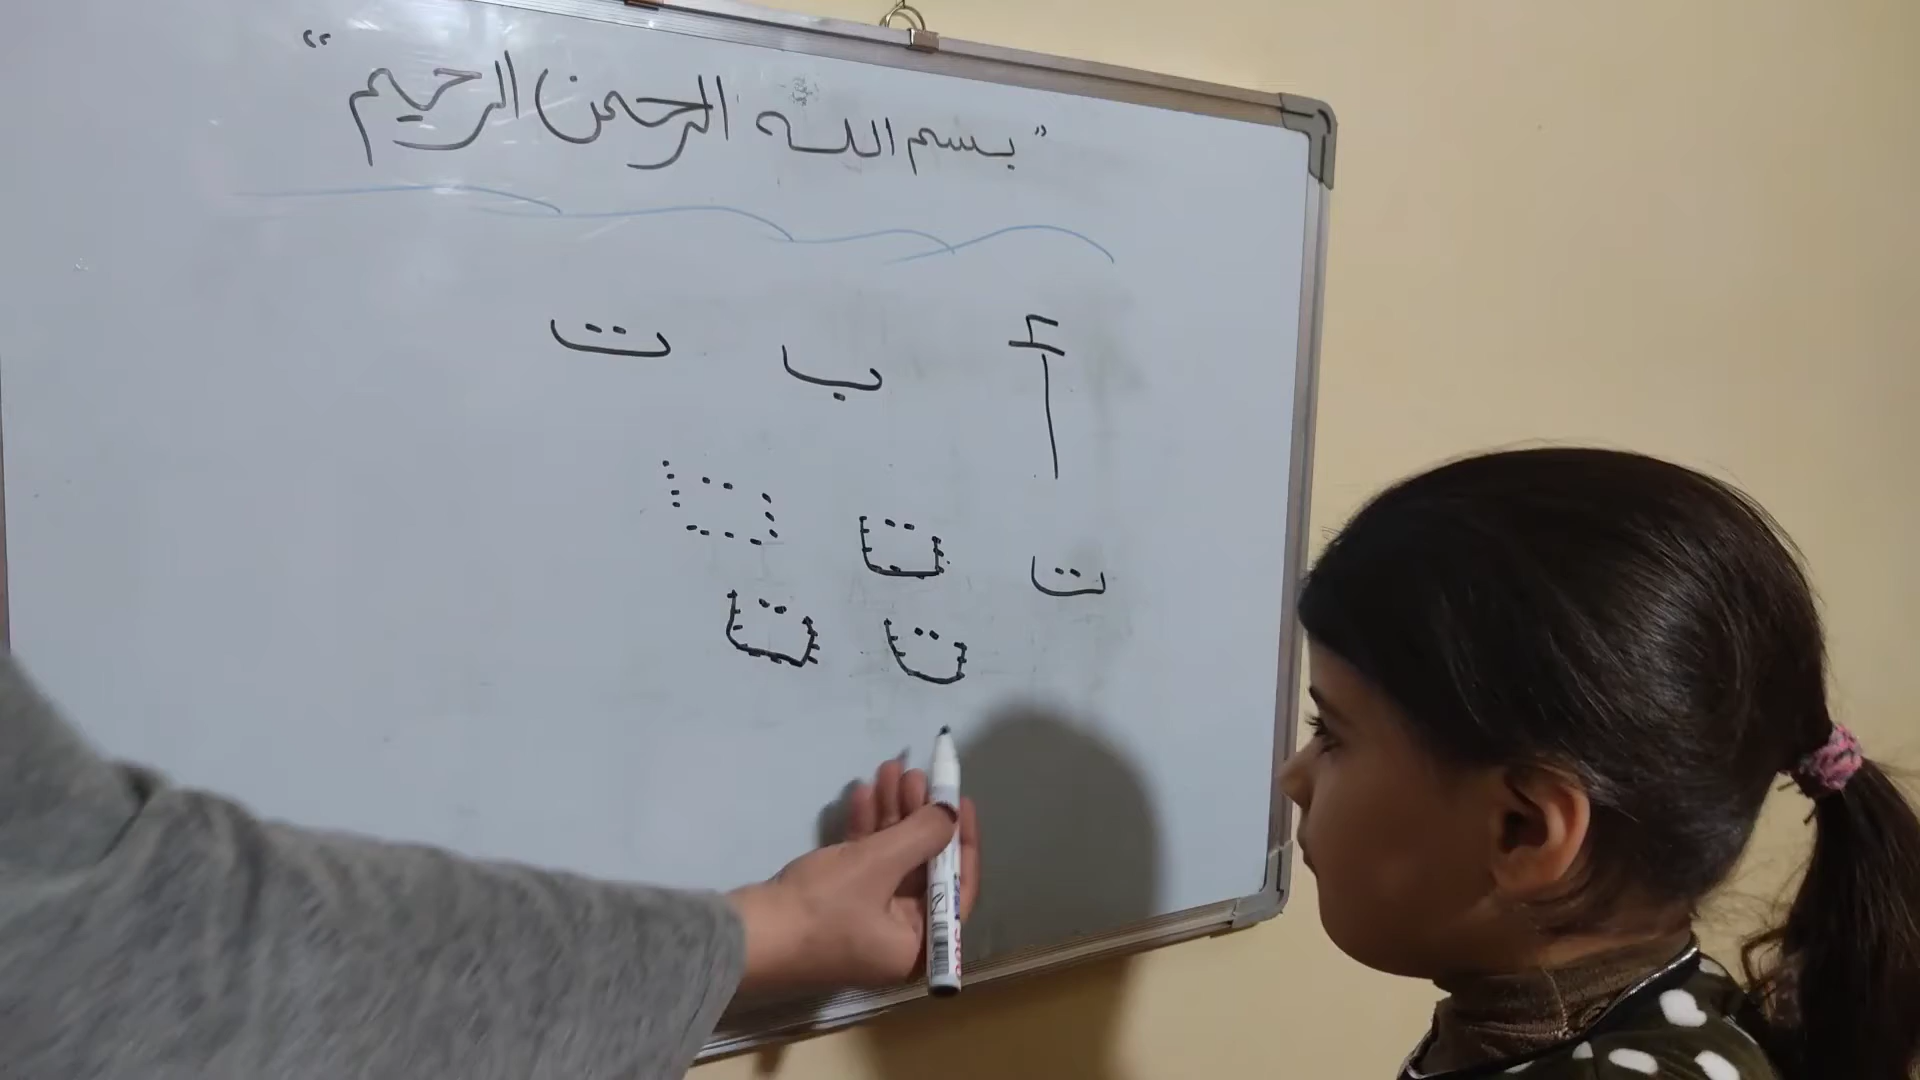 "بسم الله الرحمن الرحيم"
أ ب ت
ت ت ت
ت ت